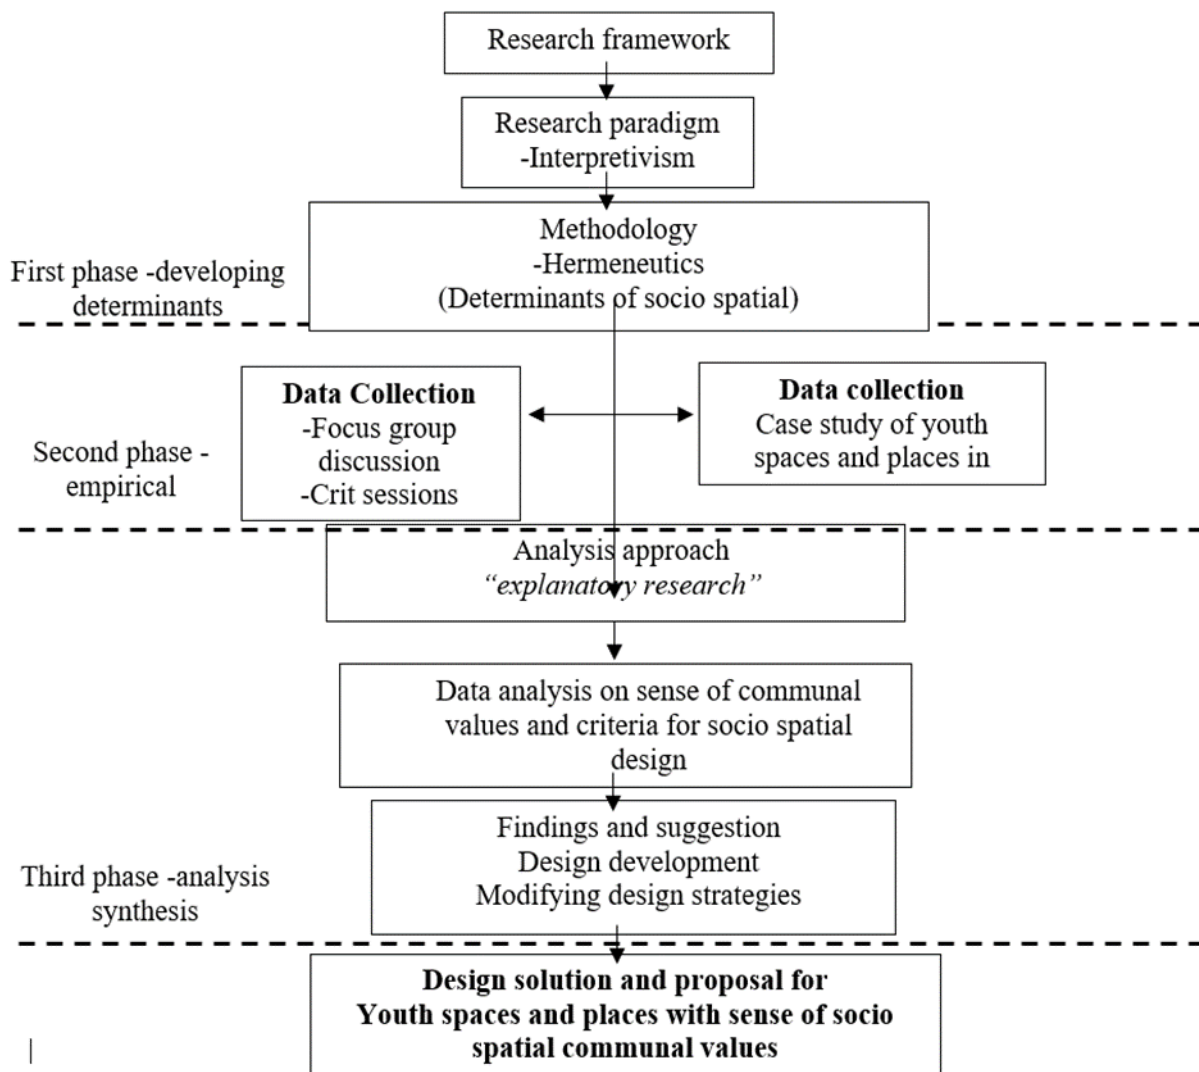 Research framework
Research paradigm
-Interpretivism
Methodology
-Hermeneutics
(Determinants of socio spatial)
First phase -developing
determinants
Data Collection
-Focus group
discussion
-Crit sessions
Data collection
Case study of youth
spaces and places in
Second phase -
empirical
Analysis approach
“explanatory research”
Data analysis on sense of communal
values and criteria for socio spatial
design
Findings and suggestion
Design development
Modifying design strategies
Third phase -analysis
synthesis
Design solution and proposal for
Youth spaces and places with sense of socio
spatial communal values